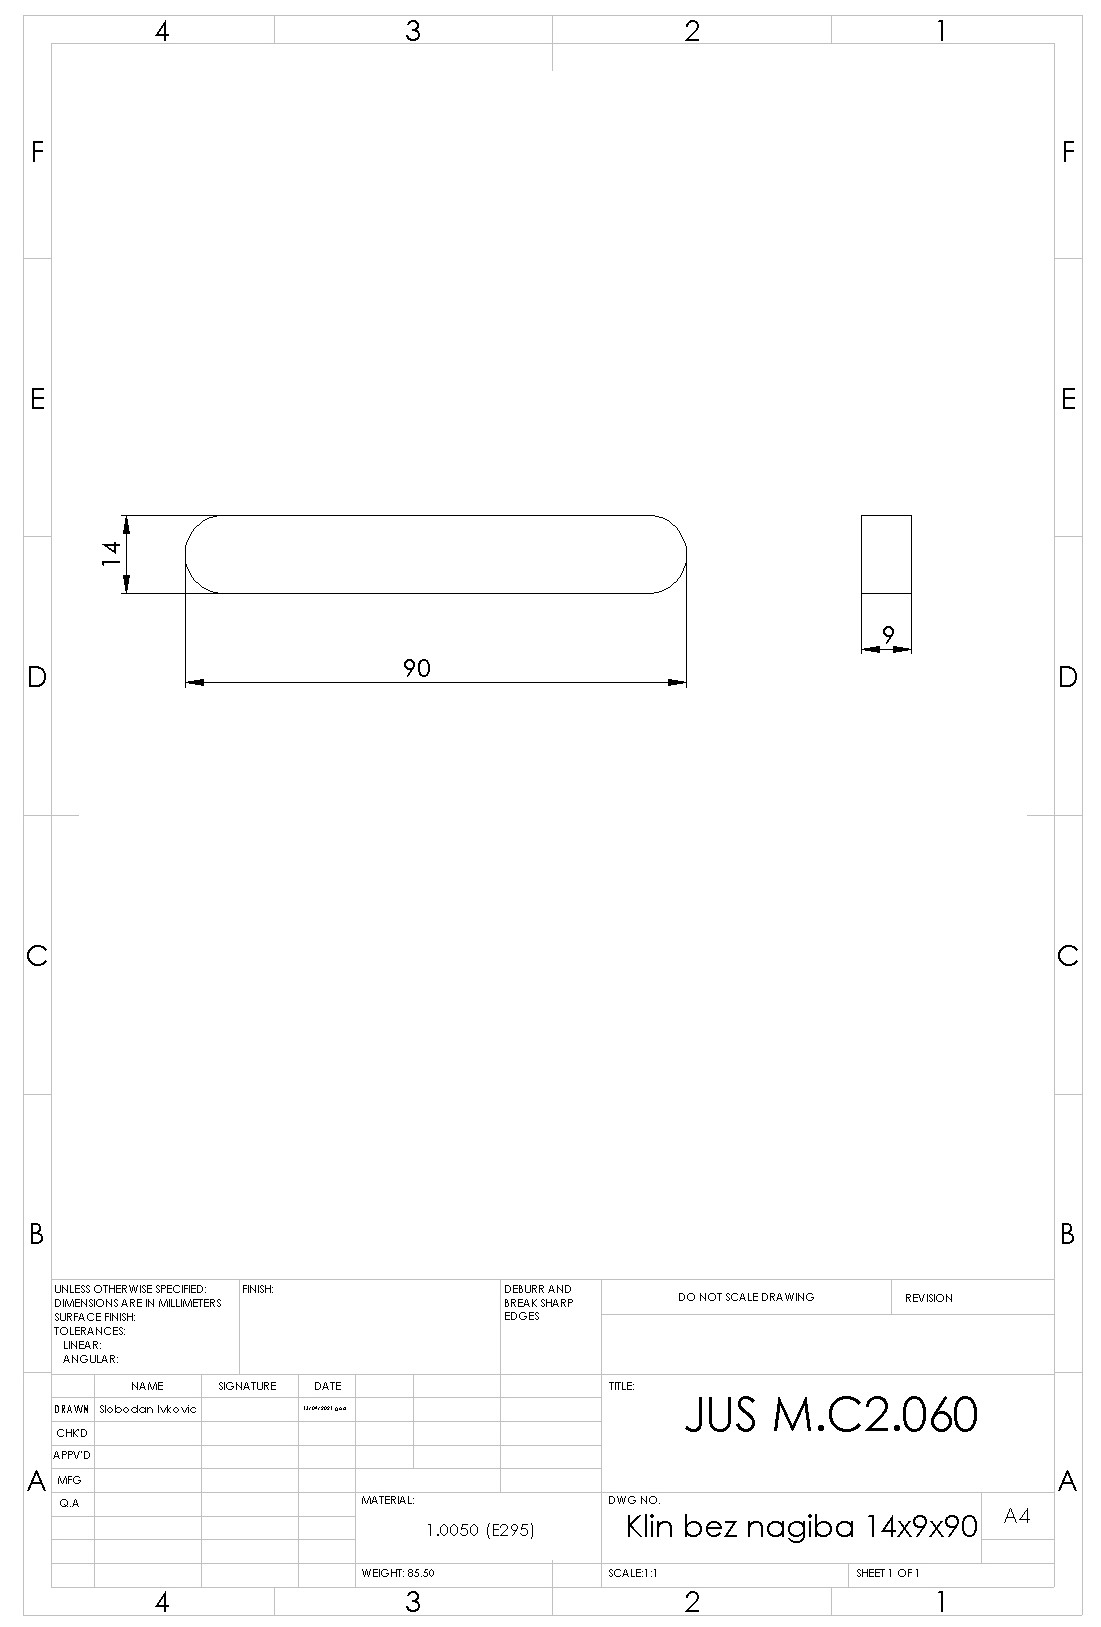 4 3 2 1
F F
E E
14
9
90
D D
C C
B B
UNLESS OTHERWISE SPECIFIED:
DIMENSIONS ARE IN MILLIMETERS
SURFACE FINISH:
TOLERANCES:
LINEAR:
ANGULAR:
FINISH:
DEBURR AND
BREAK SHARP
EDGES
DO NOT SCALE DRAWING
REVISION
NAME SIGNATURE DATE
DRAWN Slobodan Ivkovic
CHK'D
APPV'D
MFG
Q.A
TITLE:
JUS M.C2.060
A A
MATERIAL:
1.0050 (E295)
DWG NO.
Klin bez nagiba 14x9x90
A4
WEIGHT: 85.50
SCALE:1:1
SHEET 1 OF 1
4 3 2 1